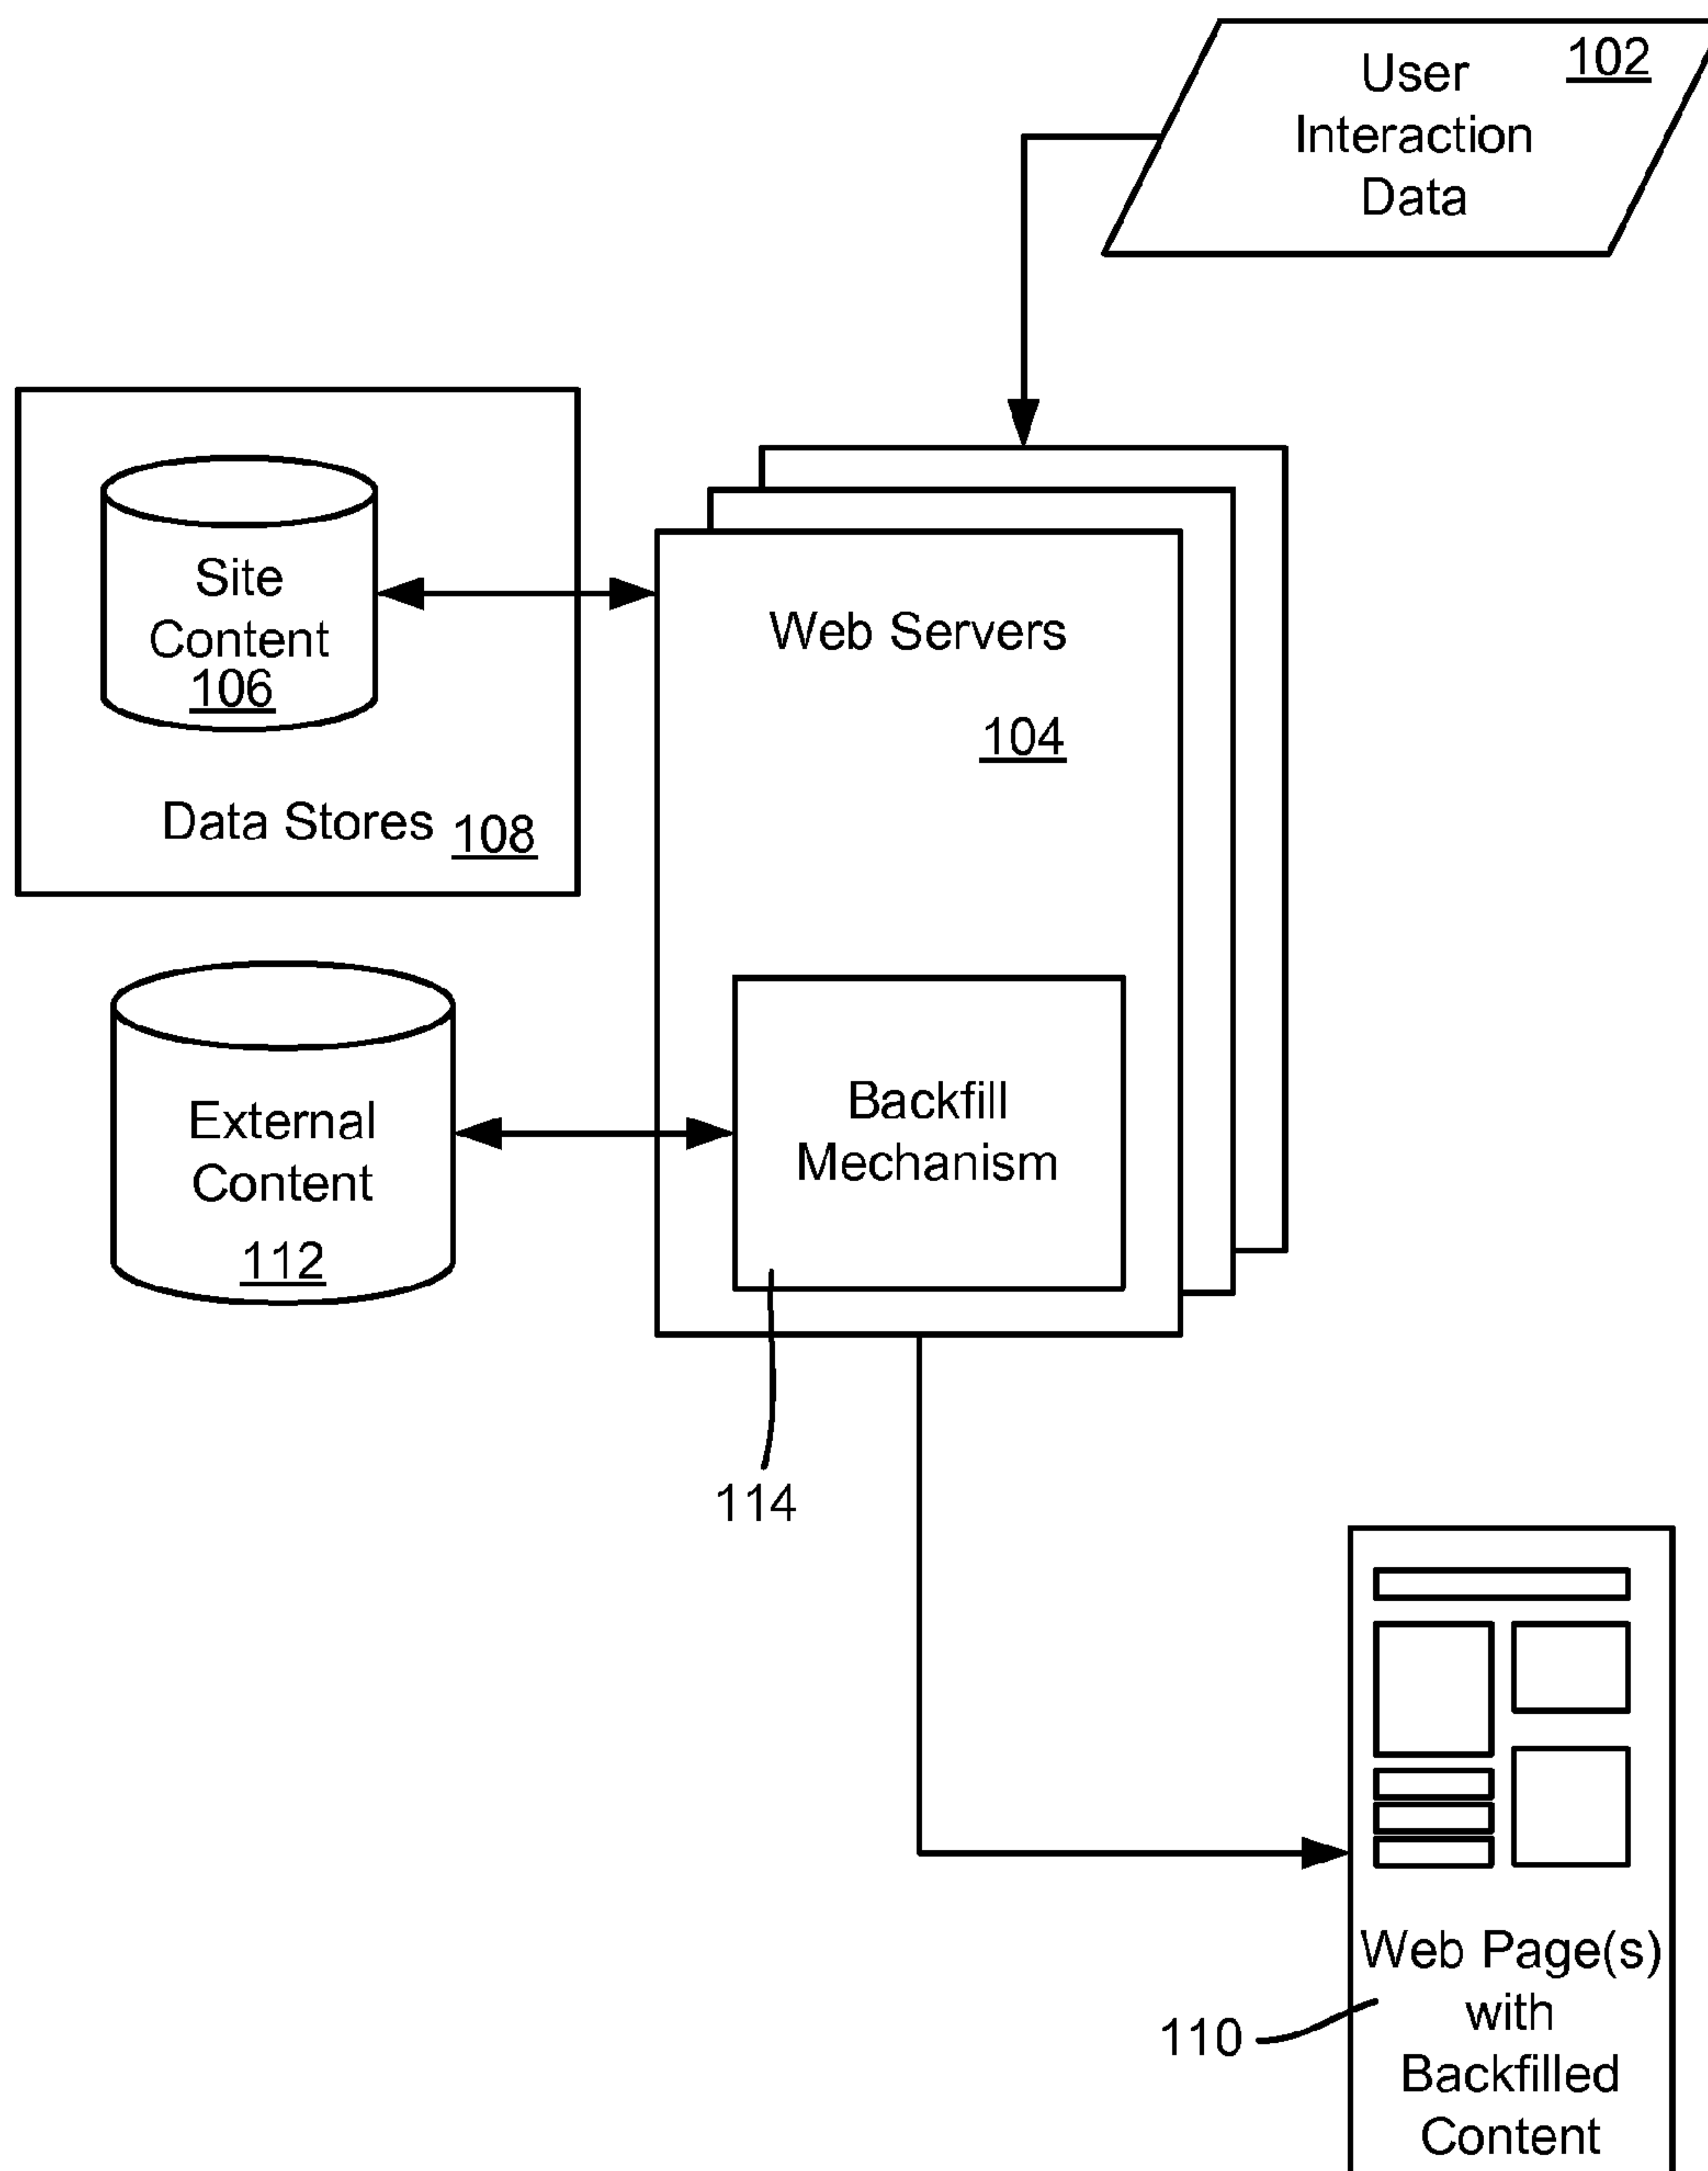 User
Interaction
Data
102
Site
Content
106
Data Stores 108
Web Servers
104
External
Content
112
Backfill
Mechanism
114
Web Page(s)
with
Backfilled
Content
110